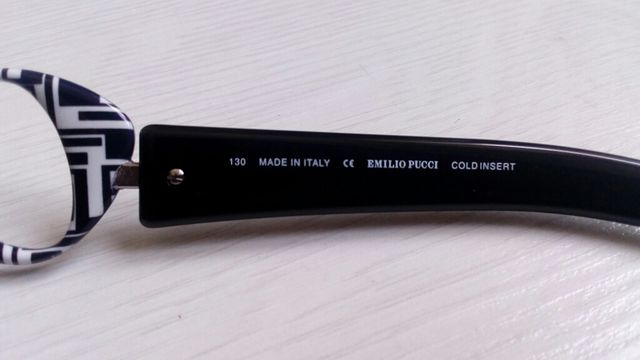 130 MADE IN ITALY CE EMILIO PUCCI COLD INSERT